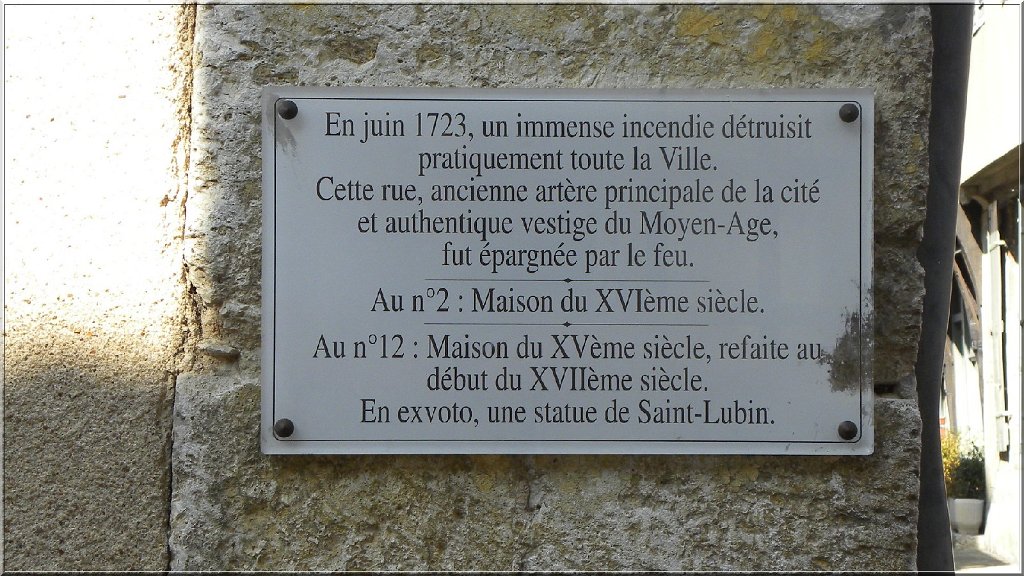 En juin 1723, un immense incendie détruisit
pratiquement toute la Ville.
Cette rue, ancienne artère principale de la cité
et authentique vestige du Moyen-Age,
fut épargnée par le feu.
Au n°2 : Maison du XVIème siècle.
Au n°12 : Maison du XVème siècle, refaite au
début du XVIIème siècle.
En exvoto, une statue de Saint-Lubin.